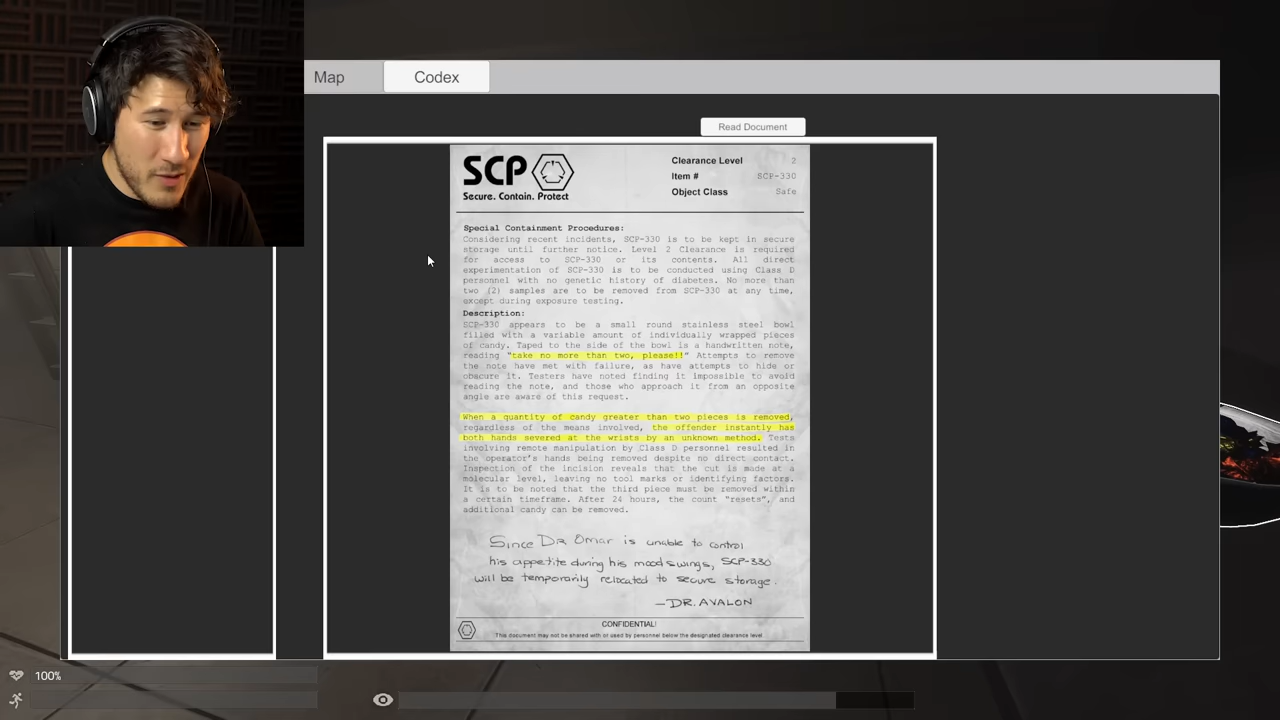 Map
Codex
Read Document
SCP
Secure. Contain. Protect
Clearance Level 2
Item # SCP-330
Object Class Safe
Special Containment Procedures:
Considering recent incidents, SCP-330 is to be kept in secure
storage until further notice. Level 2 Clearance is required
for access to SCP-330 or its contents. All direct
experimentation of SCP-330 is to be conducted using Class D
personnel with no genetic history of diabetes. No more than
two (2) samples are to be removed from SCP-330 at any time,
except during exposure testing.
Description:
SCP-330 appears to be a small round stainless steel bowl
filled with a variable amount of individually wrapped pieces
of candy. Taped to the side of the bowl is a handwritten note,
reading "take no more than two, please!!" Attempts to remove
the note have met with failure, as have attempts to hide or
obscure it. Testers have noted finding it impossible to avoid
reading the note, and those who approach it from an opposite
angle are aware of this request.
When a quantity of candy greater than two pieces is removed,
regardless of the means involved, the offender instantly has
both hands severed at the wrists by an unknown method. Tests
involving remote manipulation by Class D personnel resulted in
the operator's hands being removed despite no direct contact.
Inspection of the incision reveals that the cut is made at a
molecular level, leaving no tool marks or identifying factors.
It is to be noted that the third piece must be removed within
a certain timeframe. After 24 hours, the count "resets", and
additional candy can be removed.
Since Dr Omar is unable to control
his appetite during his mood swings, SCP-330
will be temporarily relocated to secure storage.
—DR. AVALON
CONFIDENTIAL!
This document may not be shared with or used by personnel below the designated clearance level
100%